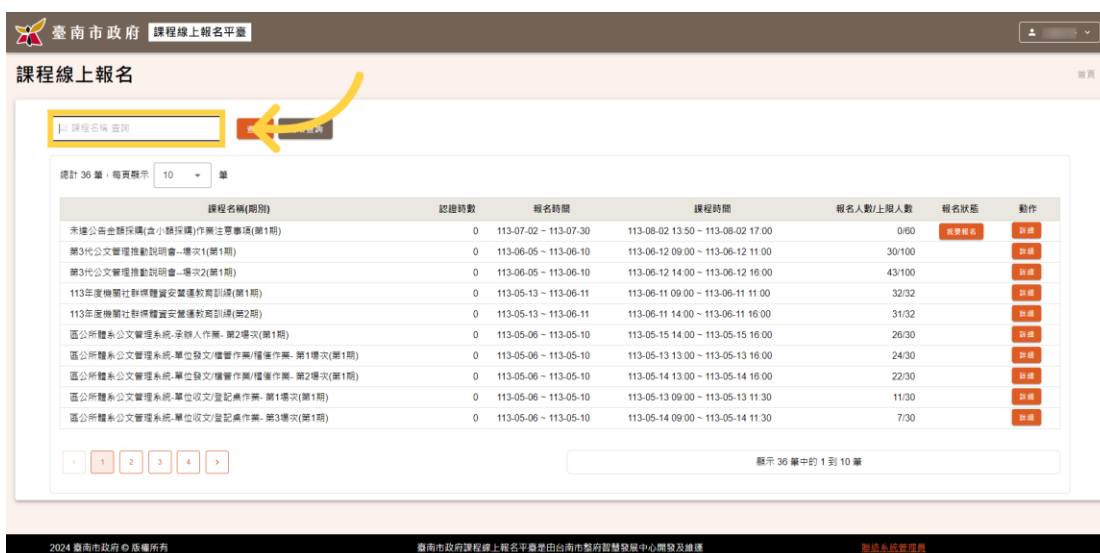 臺南市政府 課程線上報名平臺
課程線上報名
首頁
以 課程名稱 查詢
總計 36 筆，每頁顯示 10 筆
課程名稱(期別) 認證時數 報名時間 課程時間 報名人數/上限人數 報名狀態 動作
未達公告金額採購(含小額採購)作業注意事項(第1期) 0 113-07-02 ~ 113-07-30 113-08-02 13:50 ~ 113-08-02 17:00 0/60 我要報名 詳細
第3代公文管理推動說明會--場次1(第1期) 0 113-06-05 ~ 113-06-10 113-06-12 09:00 ~ 113-06-12 11:00 30/100 詳細
第3代公文管理推動說明會--場次2(第1期) 0 113-06-05 ~ 113-06-10 113-06-12 14:00 ~ 113-06-12 16:00 43/100 詳細
113年度機關社群媒體資安暨運教育訓練(第1期) 0 113-05-13 ~ 113-06-11 113-06-11 09:00 ~ 113-06-11 11:00 32/32 詳細
113年度機關社群媒體資安暨運教育訓練(第2期) 0 113-05-13 ~ 113-06-11 113-06-11 14:00 ~ 113-06-11 16:00 31/32 詳細
區公所體系公文管理系統-承辦人作業- 第2場次(第1期) 0 113-05-06 ~ 113-05-10 113-05-15 14:00 ~ 113-05-15 16:00 26/30 詳細
區公所體系公文管理系統-單位發文/檔管作業/稽催作業- 第1場次(第1期) 0 113-05-06 ~ 113-05-10 113-05-13 13:00 ~ 113-05-13 16:00 24/30 詳細
區公所體系公文管理系統-單位發文/檔管作業/稽催作業- 第2場次(第1期) 0 113-05-06 ~ 113-05-10 113-05-14 13:00 ~ 113-05-14 16:00 22/30 詳細
區公所體系公文管理系統-單位收文/登記桌作業- 第1場次(第1期) 0 113-05-06 ~ 113-05-10 113-05-13 09:00 ~ 113-05-13 11:30 11/30 詳細
區公所體系公文管理系統-單位收文/登記桌作業- 第3場次(第1期) 0 113-05-06 ~ 113-05-10 113-05-14 09:00 ~ 113-05-14 11:30 7/30 詳細
‹ 1 2 3 4 › 顯示 36 筆中的 1 到 10 筆
2024 臺南市政府 © 版權所有 臺南市政府課程線上報名平臺是由台南市政府智慧發展中心開發及維運 聯絡系統管理員